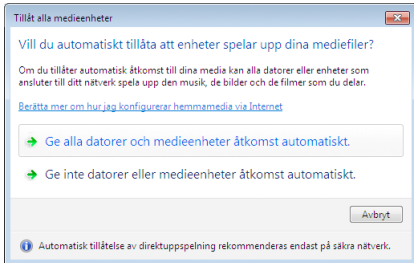 Tillåt alla medieenheter
Vill du automatiskt tillåta att enheter spelar upp dina mediefiler?
Om du tillåter automatisk åtkomst till dina media kan alla datorer eller enheter som
ansluter till ditt nätverk spela upp den musik, de bilder och de filmer som du delar.
Berätta mer om hur jag konfigurerar hemmamedia via Internet
Ge alla datorer och medieenheter åtkomst automatiskt.
Ge inte datorer eller medieenheter åtkomst automatiskt.
Avbryt
Automatisk tillåtelse av direktuppspelning rekommenderas endast på säkra nätverk.